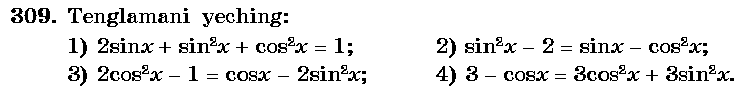 309. Tenglamani yeching:
1) 2sinx + sin²x + cos²x = 1; 2) sin²x – 2 = sinx – cos²x;
3) 2cos²x – 1 = cosx – 2sin²x; 4) 3 – cosx = 3cos²x + 3sin²x.